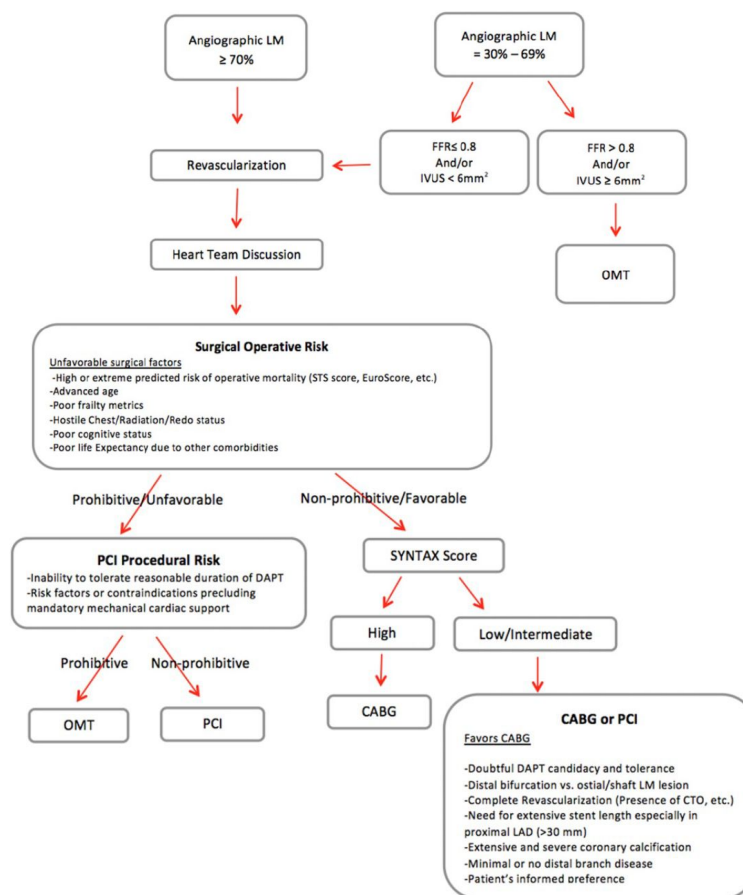 Angiographic LM
≥ 70%
Angiographic LM
= 30% – 69%
Revascularization
FFR≤ 0.8
And/or
IVUS < 6mm²
FFR > 0.8
And/or
IVUS ≥ 6mm²
Heart Team Discussion
OMT
Surgical Operative Risk
Unfavorable surgical factors
-High or extreme predicted risk of operative mortality (STS score, EuroScore, etc.)
-Advanced age
-Poor frailty metrics
-Hostile Chest/Radiation/Redo status
-Poor cognitive status
-Poor life Expectancy due to other comorbidities
Prohibitive/Unfavorable
Non-prohibitive/Favorable
PCI Procedural Risk
-Inability to tolerate reasonable duration of DAPT
-Risk factors or contraindications precluding
mandatory mechanical cardiac support
SYNTAX Score
High
Low/Intermediate
Prohibitive
Non-prohibitive
OMT
PCI
CABG
CABG or PCI
Favors CABG
-Doubtful DAPT candidacy and tolerance
-Distal bifurcation vs. ostial/shaft LM lesion
-Complete Revascularization (Presence of CTO, etc.)
-Need for extensive stent length especially in
proximal LAD (>30 mm)
-Extensive and severe coronary calcification
-Minimal or no distal branch disease
-Patient's informed preference